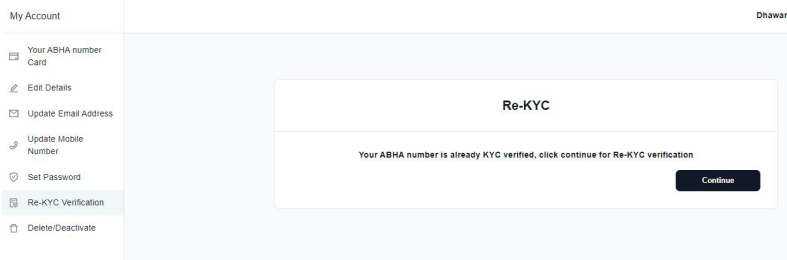 My Account
Dhawan
Your ABHA number
Card
Edit Details
Update Email Address
Update Mobile
Number
Set Password
Re-KYC Verification
Delete/Deactivate
Re-KYC
Your ABHA number is already KYC verified, click continue for Re-KYC verification
Continue